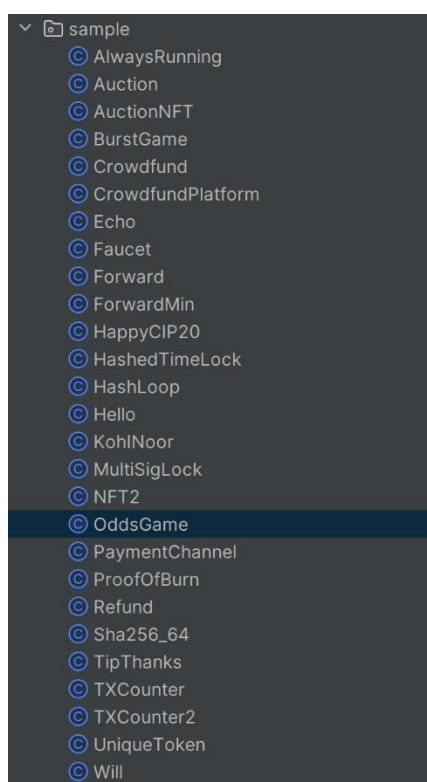 sample
AlwaysRunning
Auction
AuctionNFT
BurstGame
Crowdfund
CrowdfundPlatform
Echo
Faucet
Forward
ForwardMin
HappyCIP20
HashedTimeLock
HashLoop
Hello
KohINoor
MultiSigLock
NFT2
OddsGame
PaymentChannel
ProofOfBurn
Refund
Sha256_64
TipThanks
TXCounter
TXCounter2
UniqueToken
Will